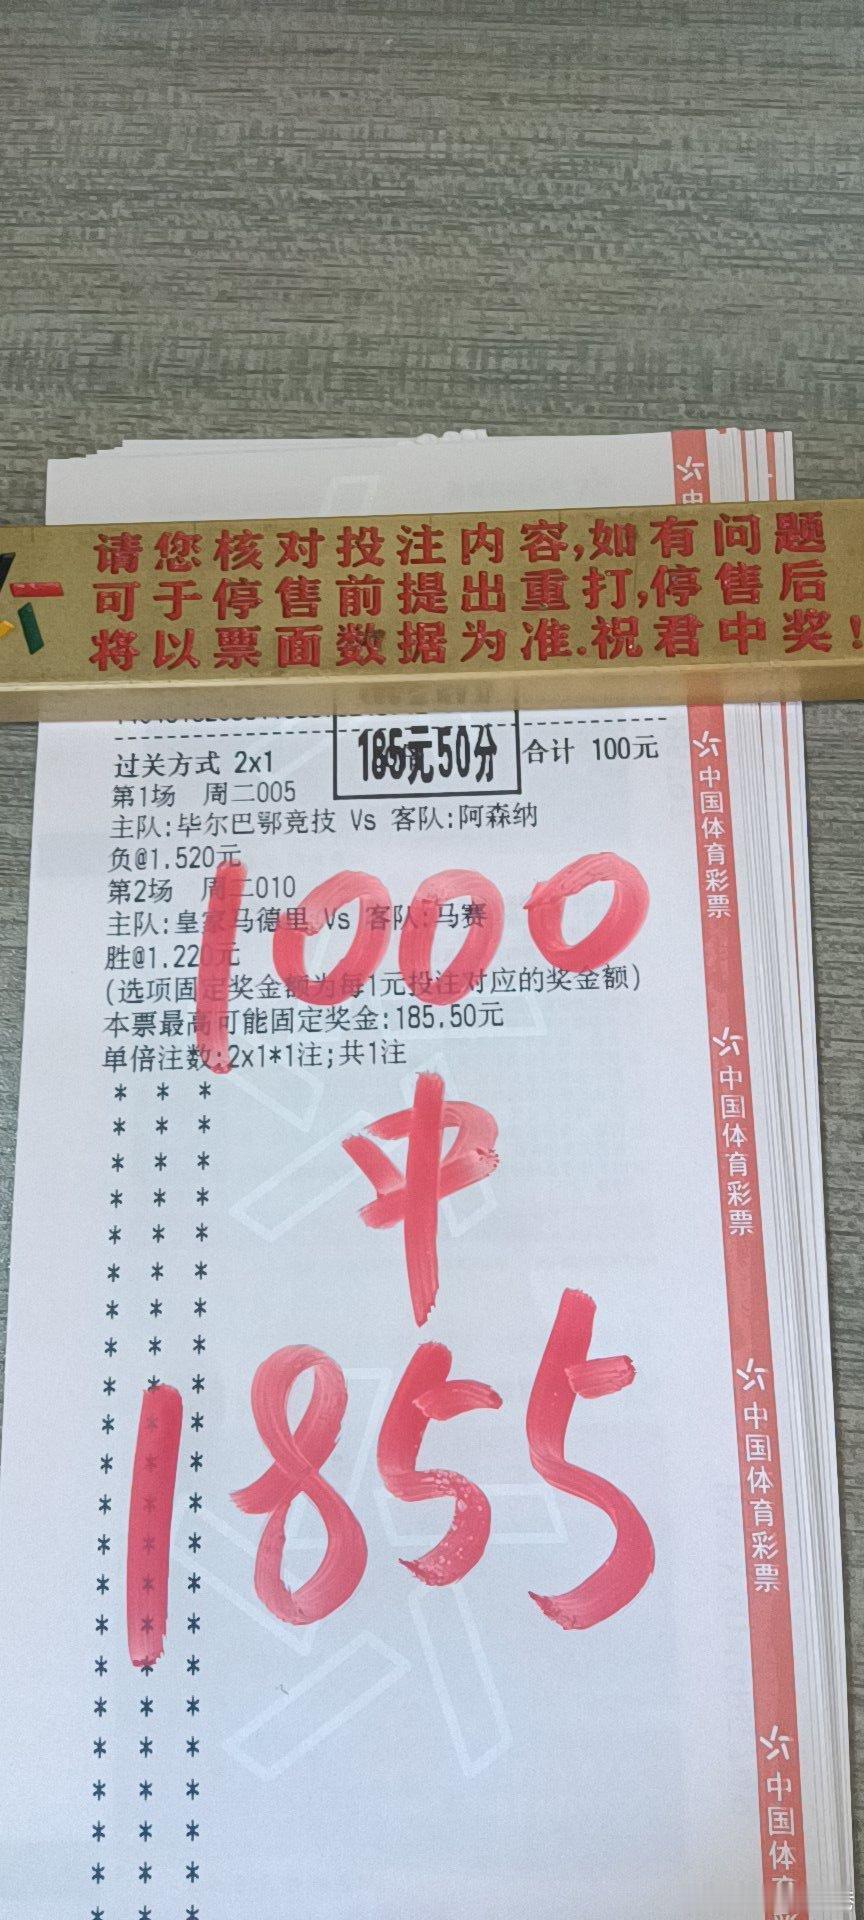 请您核对投注内容,如有问题
可于停售前提出重打,停售后
将以票面数据为准.祝君中奖!
过关方式 2x1
185元50分
合计 100元
第1场 周二005
主队:毕尔巴鄂竞技 Vs 客队:阿森纳
负@1.520元
第2场 周二010
主队:皇家马德里 Vs 客队:马赛
胜@1.220元
(选项固定奖金额为每1元投注对应的奖金额)
本票最高可能固定奖金:185.50元
单倍注数:2x1*1注;共1注
1000
中
1855
中
中国体育彩票
中国体育彩票
中国体育彩票
中国体